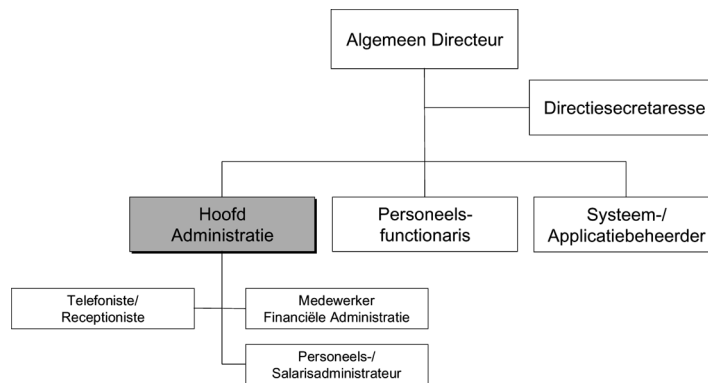 Algemeen Directeur
Directiesecretaresse
Hoofd
Administratie
Personeels-
functionaris
Systeem-/
Applicatiebeheerder
Telefoniste/
Receptioniste
Medewerker
Financiële Administratie
Personeels-/
Salarisadministrateur